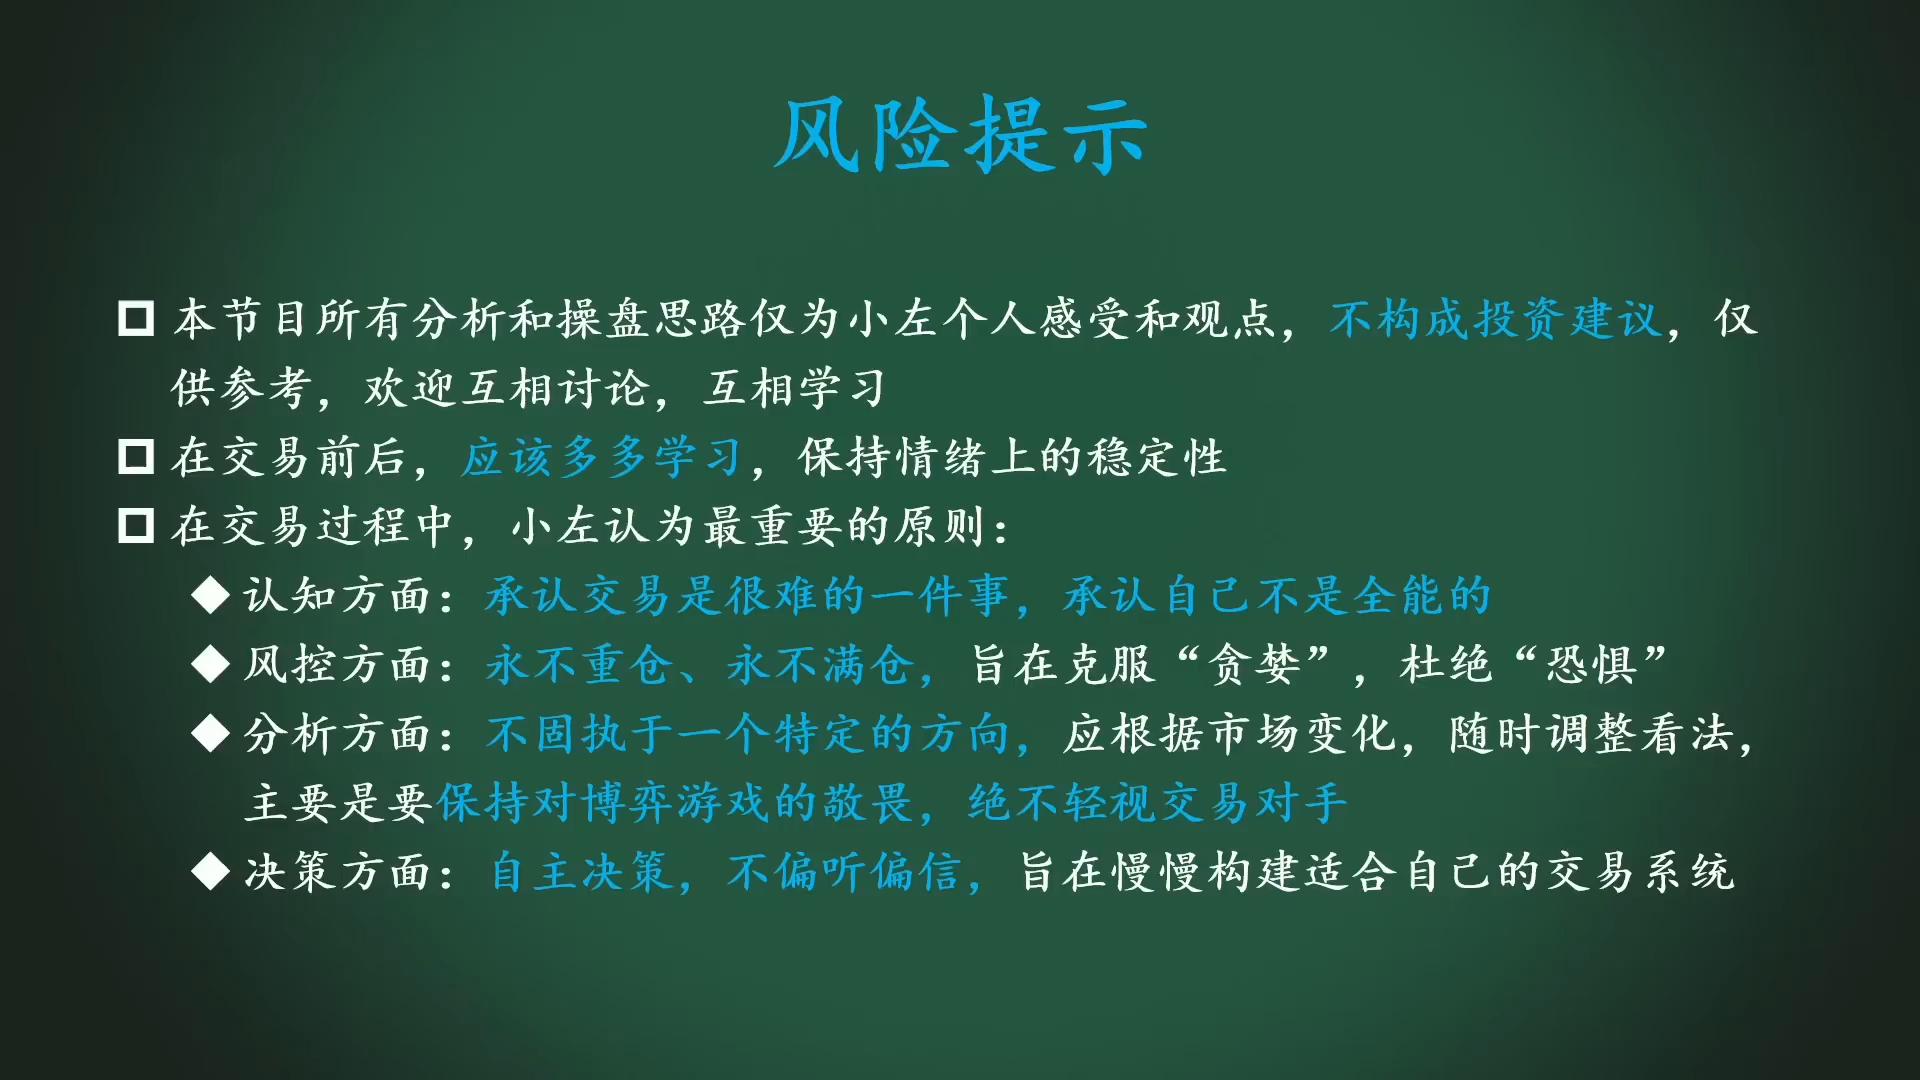 风险提示
本节目所有分析和操盘思路仅为小左个人感受和观点，不构成投资建议，仅
供参考，欢迎互相讨论，互相学习
在交易前后，应该多多学习，保持情绪上的稳定性
在交易过程中，小左认为最重要的原则：
认知方面：承认交易是很难的一件事，承认自己不是全能的
风控方面：永不重仓、永不满仓，旨在克服“贪婪”，杜绝“恐惧”
分析方面：不固执于一个特定的方向，应根据市场变化，随时调整看法，
主要是要保持对博弈游戏的敬畏，绝不轻视交易对手
决策方面：自主决策，不偏听偏信，旨在慢慢构建适合自己的交易系统